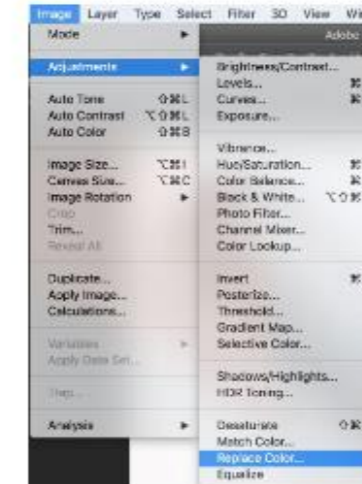 Image Layer Type Select Filter 3D View
Mode
Adobe
Adjustments
Auto Tone ⇧⌘L
Auto Contrast ⌥⇧⌘L
Auto Color ⇧⌘B
Image Size... ⌥⌘I
Canvas Size... ⌥⌘C
Image Rotation
Crop
Trim...
Reveal All
Duplicate...
Apply Image...
Calculations...
Variables
Apply Data Set...
Trap...
Analysis
Brightness/Contrast...
Levels...
Curves...
Exposure...
Vibrance...
Hue/Saturation...
Color Balance...
Black & White... ⌥⇧⌘
Photo Filter...
Channel Mixer...
Color Lookup...
Invert
Posterize...
Threshold...
Gradient Map...
Selective Color...
Shadows/Highlights...
HDR Toning...
Desaturate ⇧⌘
Match Color...
Replace Color...
Equalize